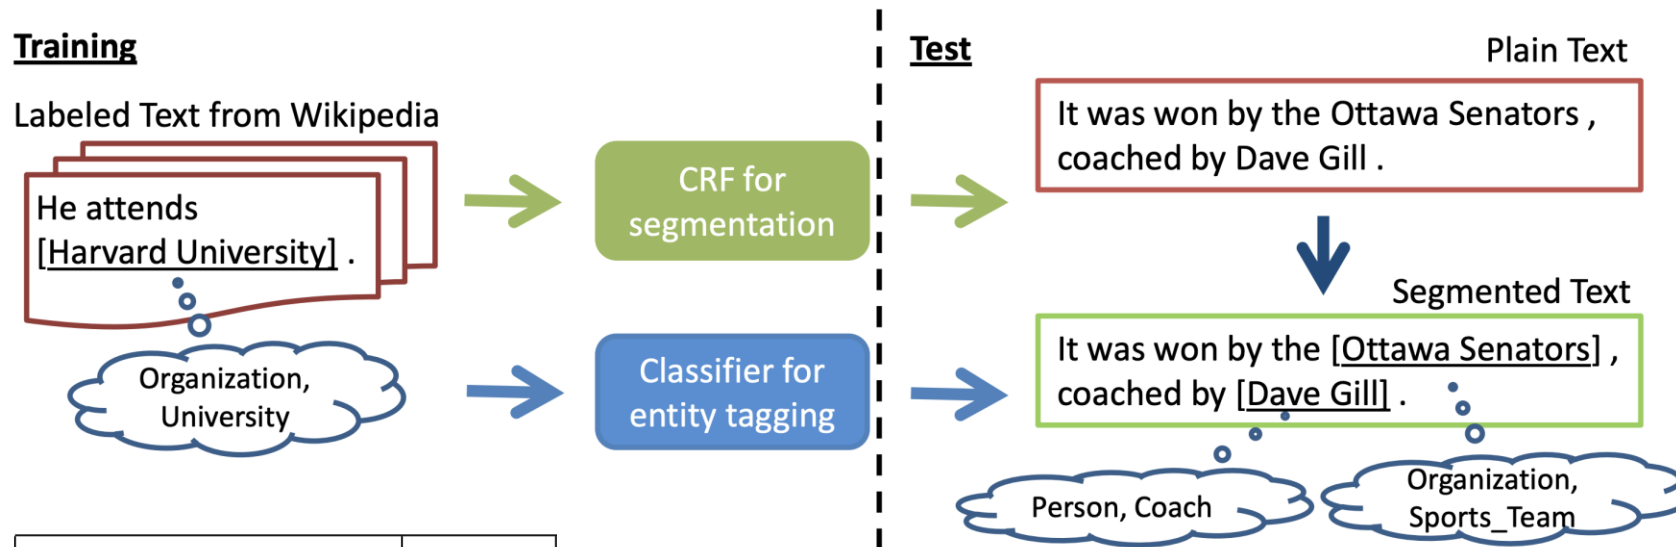 Training
Labeled Text from Wikipedia
He attends
[Harvard University] .
Organization,
University
CRF for
segmentation
Classifier for
entity tagging
Test
Plain Text
It was won by the Ottawa Senators ,
coached by Dave Gill .
Segmented Text
It was won by the [Ottawa Senators] ,
coached by [Dave Gill] .
Person, Coach
Organization,
Sports_Team